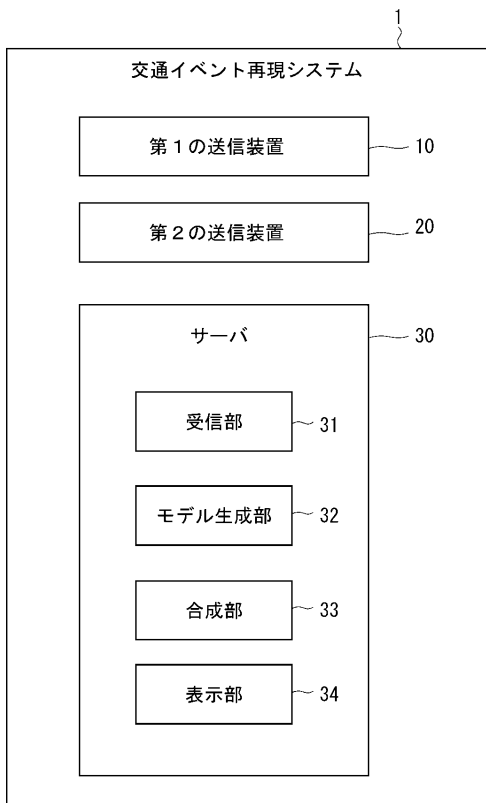 1
交通イベント再現システム
第1の送信装置
10
第2の送信装置
20
サーバ
30
受信部
31
モデル生成部
32
合成部
33
表示部
34